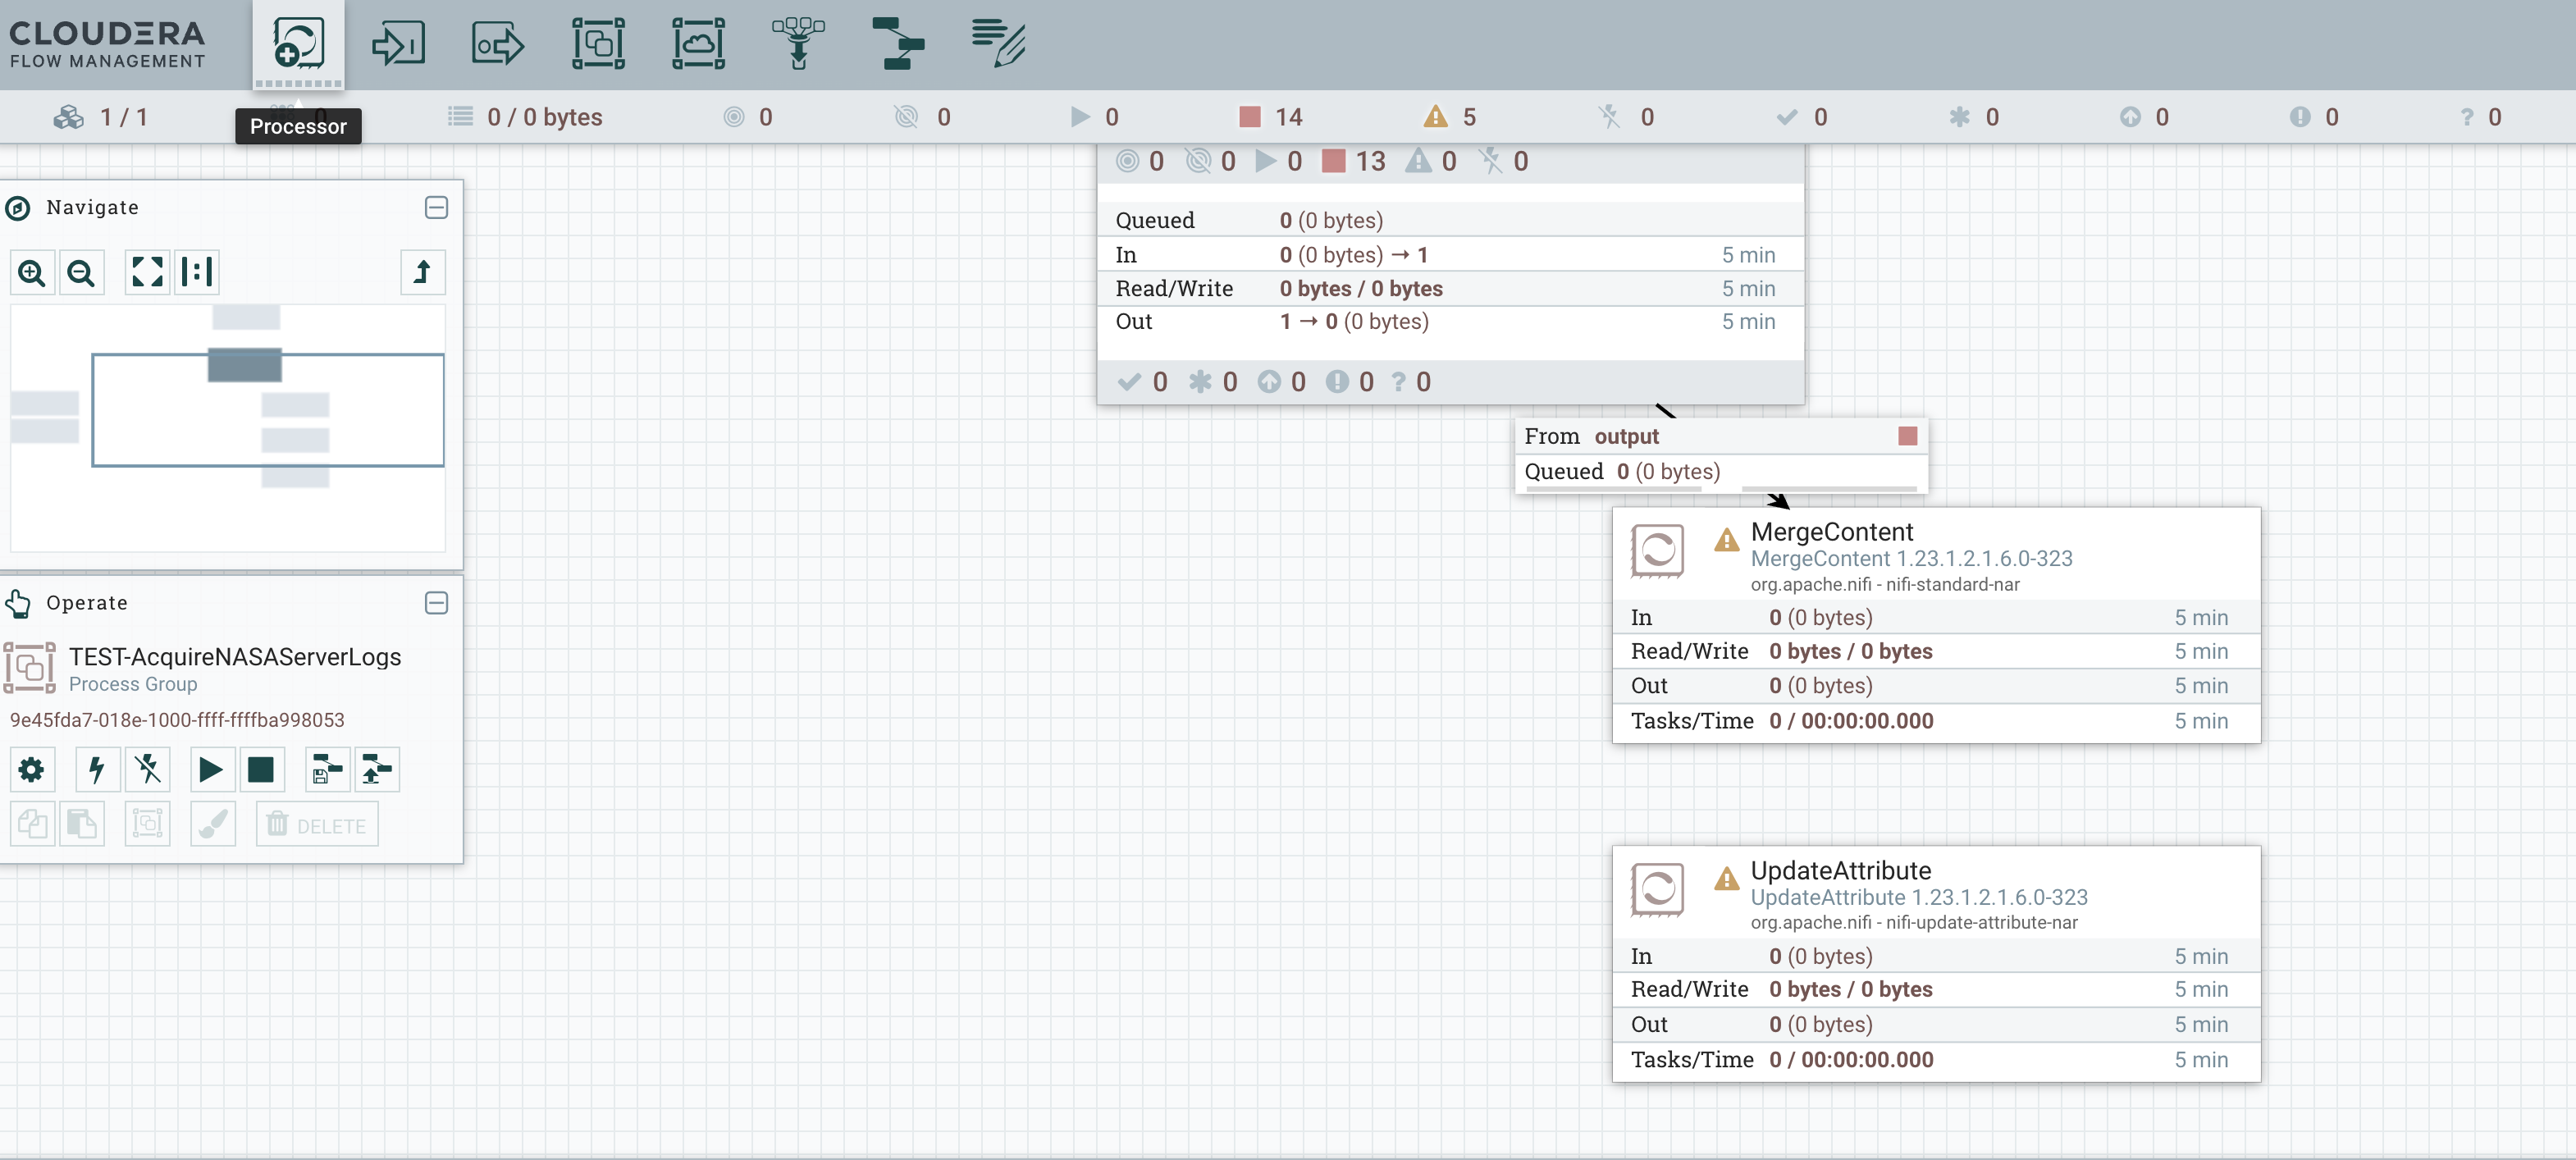 CLOUDERA
FLOW MANAGEMENT
1 / 1
0 / 0 bytes
0
0
0
14
5
0
0
0
0
0
? 0
Processor
0 0 0 13 0 0
Queued 0 (0 bytes)
In 0 (0 bytes) → 1 5 min
Read/Write 0 bytes / 0 bytes 5 min
Out 1 → 0 (0 bytes) 5 min
0 0 0 0 ? 0
Navigate
From output
Queued 0 (0 bytes)
MergeContent
MergeContent 1.23.1.2.1.6.0-323
org.apache.nifi - nifi-standard-nar
In 0 (0 bytes) 5 min
Read/Write 0 bytes / 0 bytes 5 min
Out 0 (0 bytes) 5 min
Tasks/Time 0 / 00:00:00.000 5 min
Operate
TEST-AcquireNASAServerLogs
Process Group
9e45fda7-018e-1000-ffff-ffffba998053
DELETE
UpdateAttribute
UpdateAttribute 1.23.1.2.1.6.0-323
org.apache.nifi - nifi-update-attribute-nar
In 0 (0 bytes) 5 min
Read/Write 0 bytes / 0 bytes 5 min
Out 0 (0 bytes) 5 min
Tasks/Time 0 / 00:00:00.000 5 min